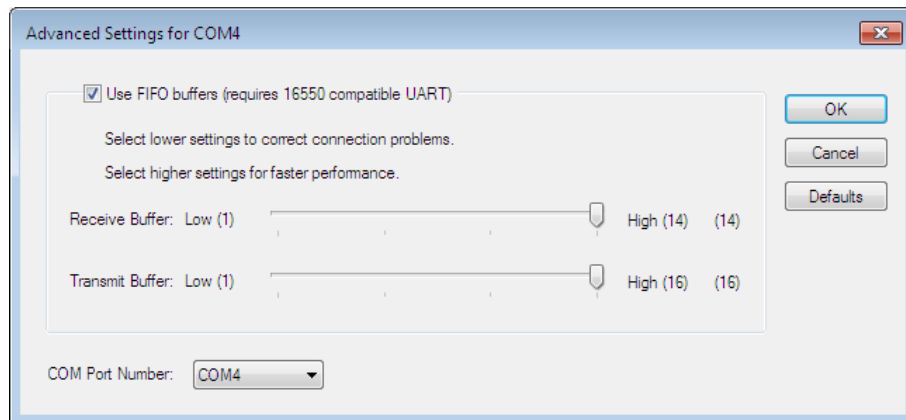 Advanced Settings for COM4
Use FIFO buffers (requires 16550 compatible UART)
OK
Select lower settings to correct connection problems.
Cancel
Select higher settings for faster performance.
Defaults
Receive Buffer: Low (1) High (14) (14)
Transmit Buffer: Low (1) High (16) (16)
COM Port Number: COM4